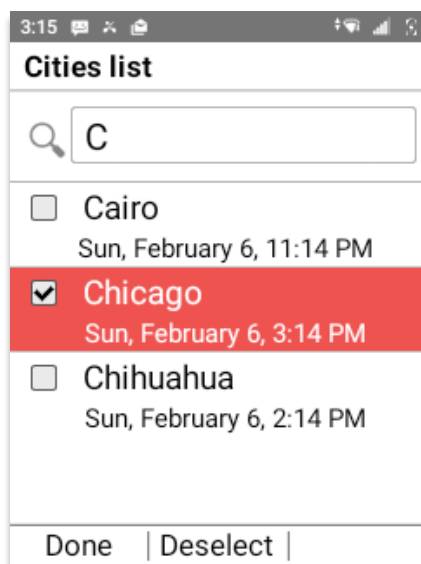 3:15
Cities list
C
Cairo
Sun, February 6, 11:14 PM
Chicago
Sun, February 6, 3:14 PM
Chihuahua
Sun, February 6, 2:14 PM
Done | Deselect |